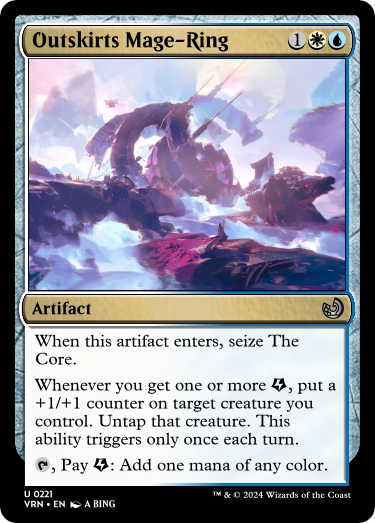 Outskirts Mage-Ring 1
Artifact
When this artifact enters, seize The
Core.
Whenever you get one or more , put a
+1/+1 counter on target creature you
control. Untap that creature. This
ability triggers only once each turn.
, Pay : Add one mana of any color.
U 0221
VRN • EN A BING
™ & © 2024 Wizards of the Coast